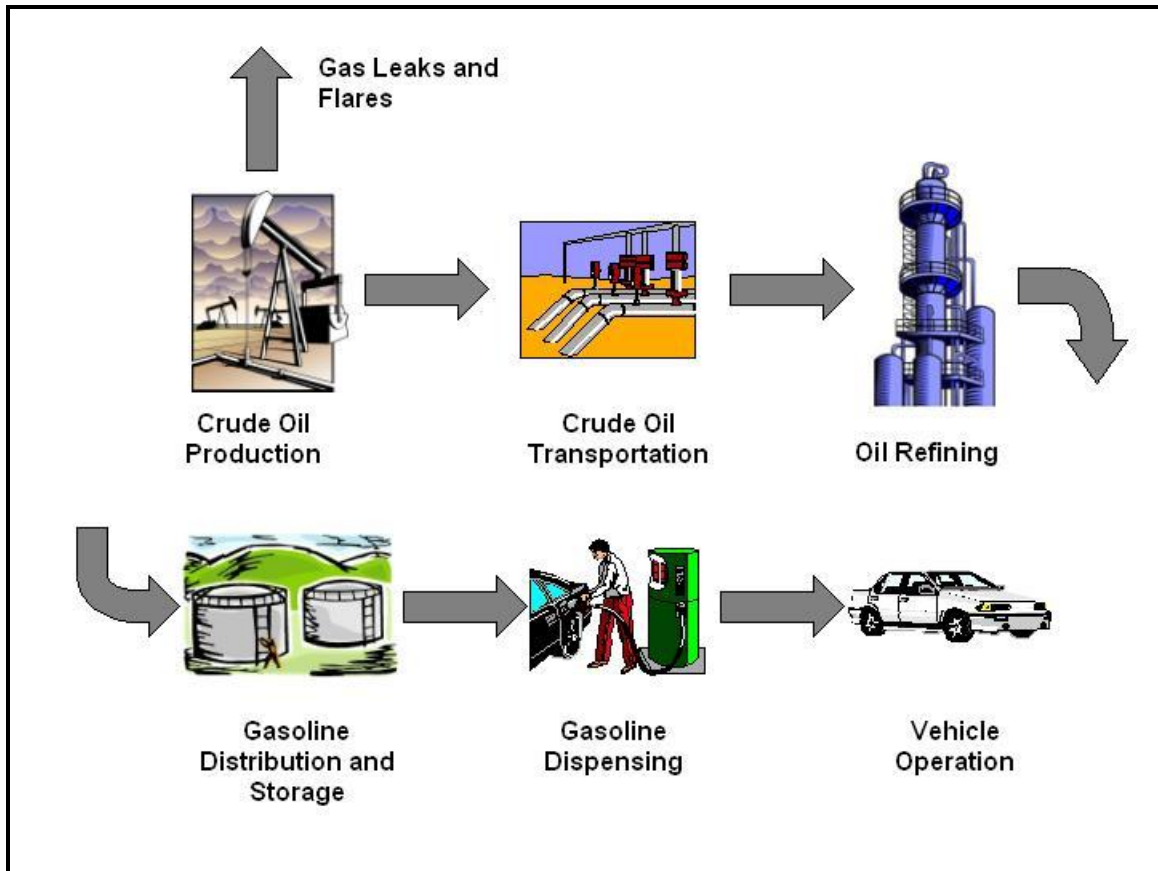 Gas Leaks and
Flares
Crude Oil
Production
Crude Oil
Transportation
Oil Refining
Gasoline
Distribution and
Storage
Gasoline
Dispensing
Vehicle
Operation